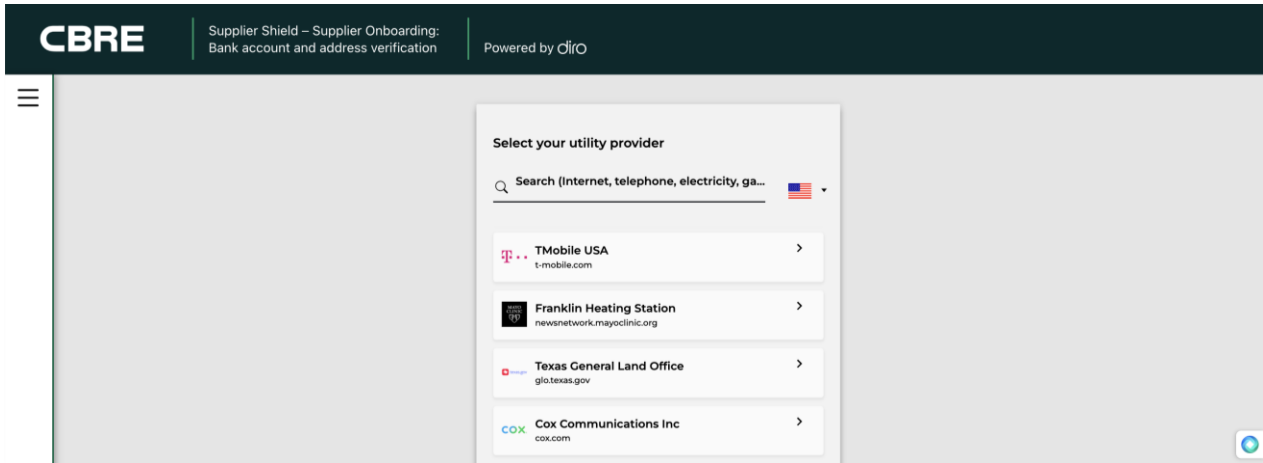 CBRE
Supplier Shield – Supplier Onboarding:
Bank account and address verification
Powered by diro
Select your utility provider
Search (Internet, telephone, electricity, ga...
TMobile USA
t-mobile.com
Franklin Heating Station
newsnetwork.mayoclinic.org
Texas General Land Office
glo.texas.gov
COX
Cox Communications Inc
cox.com